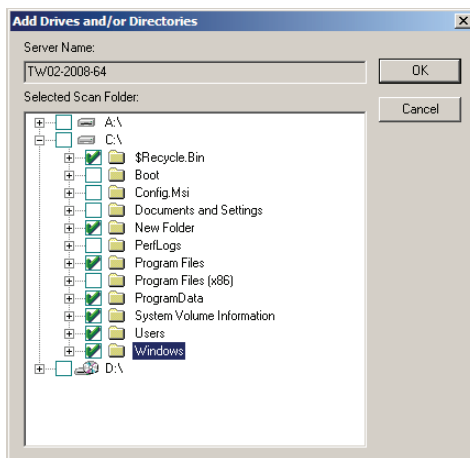 Add Drives and/or Directories
Server Name:
TW02-2008-64
OK
Selected Scan Folder:
Cancel
A:\
C:\
$Recycle.Bin
Boot
Config.Msi
Documents and Settings
New Folder
PerfLogs
Program Files
Program Files (x86)
ProgramData
System Volume Information
Users
Windows
D:\